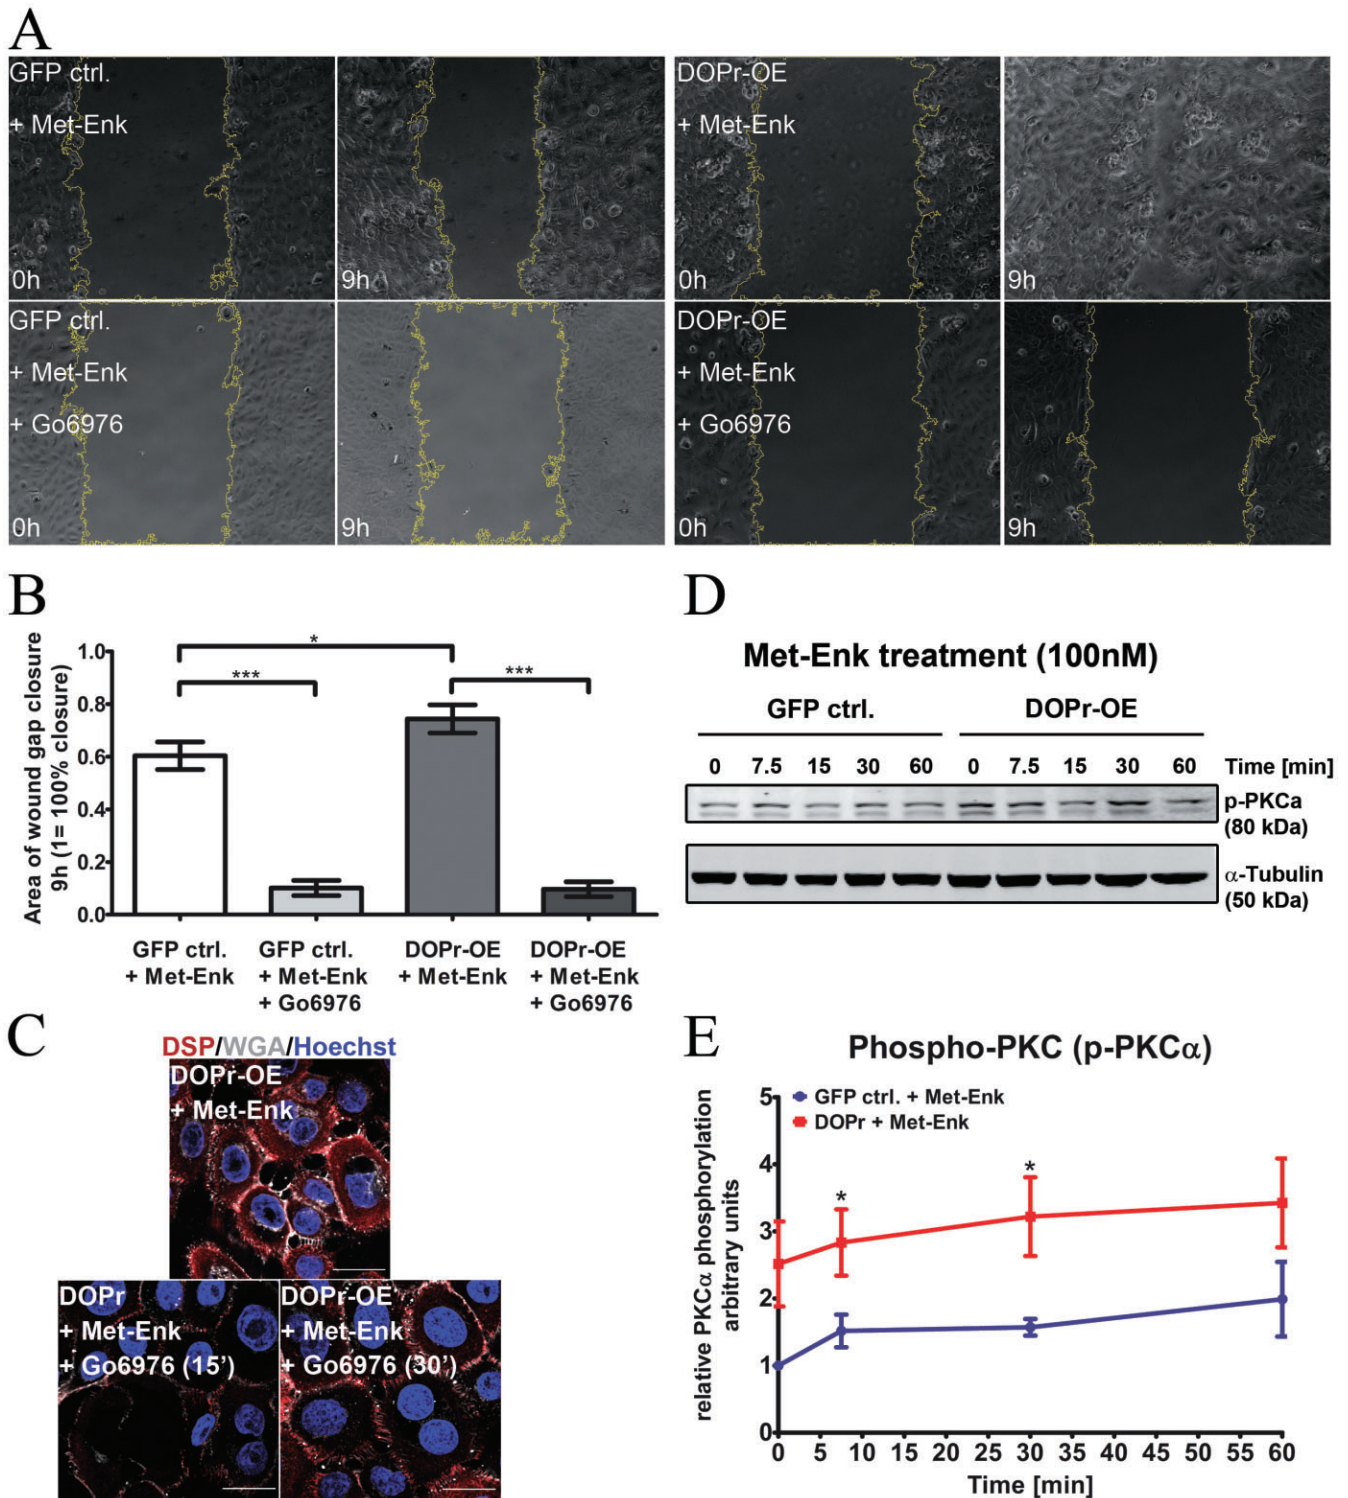 A
GFP ctrl.
+ Met-Enk
0h
9h
DOPr-OE
+ Met-Enk
0h
9h
GFP ctrl.
+ Met-Enk
+ Go6976
0h
9h
DOPr-OE
+ Met-Enk
+ Go6976
0h
9h
B
Area of wound gap closure
9h (1= 100% closure)
1.0
0.8
0.6
0.4
0.2
0.0
*
***
***
GFP ctrl.
+ Met-Enk
GFP ctrl.
+ Met-Enk
+ Go6976
DOPr-OE
+ Met-Enk
DOPr-OE
+ Met-Enk
+ Go6976
C
DSP/WGA/Hoechst
DOPr-OE
+ Met-Enk
DOPr
+ Met-Enk
+ Go6976 (15')
DOPr-OE
+ Met-Enk
+ Go6976 (30')
D
Met-Enk treatment (100nM)
GFP ctrl. DOPr-OE
0 7.5 15 30 60 0 7.5 15 30 60 Time [min]
p-PKCa
(80 kDa)
α-Tubulin
(50 kDa)
E
Phospho-PKC (p-PKCα)
GFP ctrl. + Met-Enk
DOPr + Met-Enk
relative PKCα phosphorylation
arbitrary units
5
4
3
2
1
0
* *
0 5 10 15 20 25 30 35 40 45 50 55 60
Time [min]